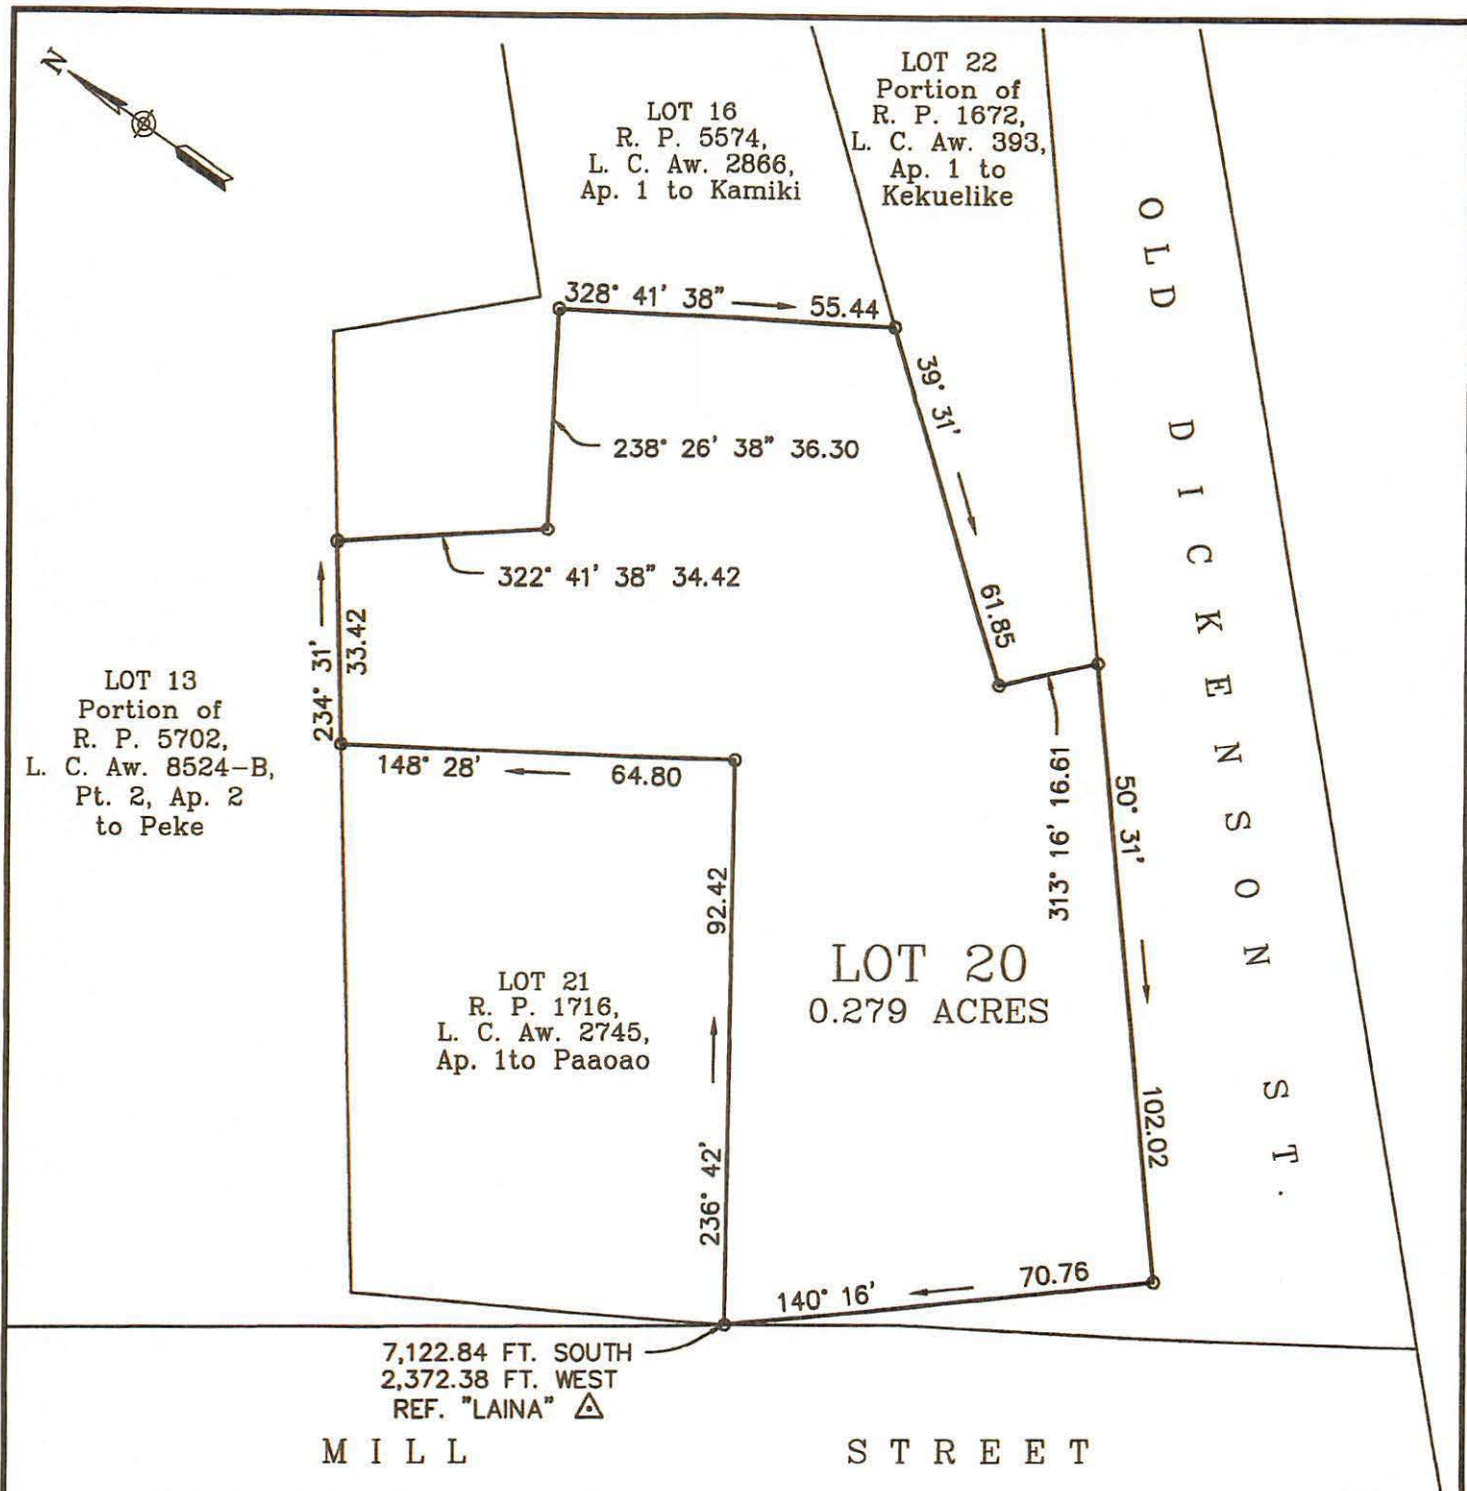 N
LOT 16
R. P. 5574,
L. C. Aw. 2866,
Ap. 1 to Kamiki
LOT 22
Portion of
R. P. 1672,
L. C. Aw. 393,
Ap. 1 to
Kekuelike
OLD DICKENSON ST.
328° 41' 38" 55.44
39° 31' 61.85
238° 26' 38" 36.30
322° 41' 38" 34.42
234° 31'
33.42
LOT 13
Portion of
R. P. 5702,
L. C. Aw. 8524-B,
Pt. 2, Ap. 2
to Peke
148° 28' 64.80
313° 16' 16.61
50° 31' 102.02
236° 42' 92.42
LOT 20
0.279 ACRES
LOT 21
R. P. 1716,
L. C. Aw. 2745,
Ap. 1to Paaoao
140° 16' 70.76
7,122.84 FT. SOUTH
2,372.38 FT. WEST
REF. "LAINA"
MILL STREET